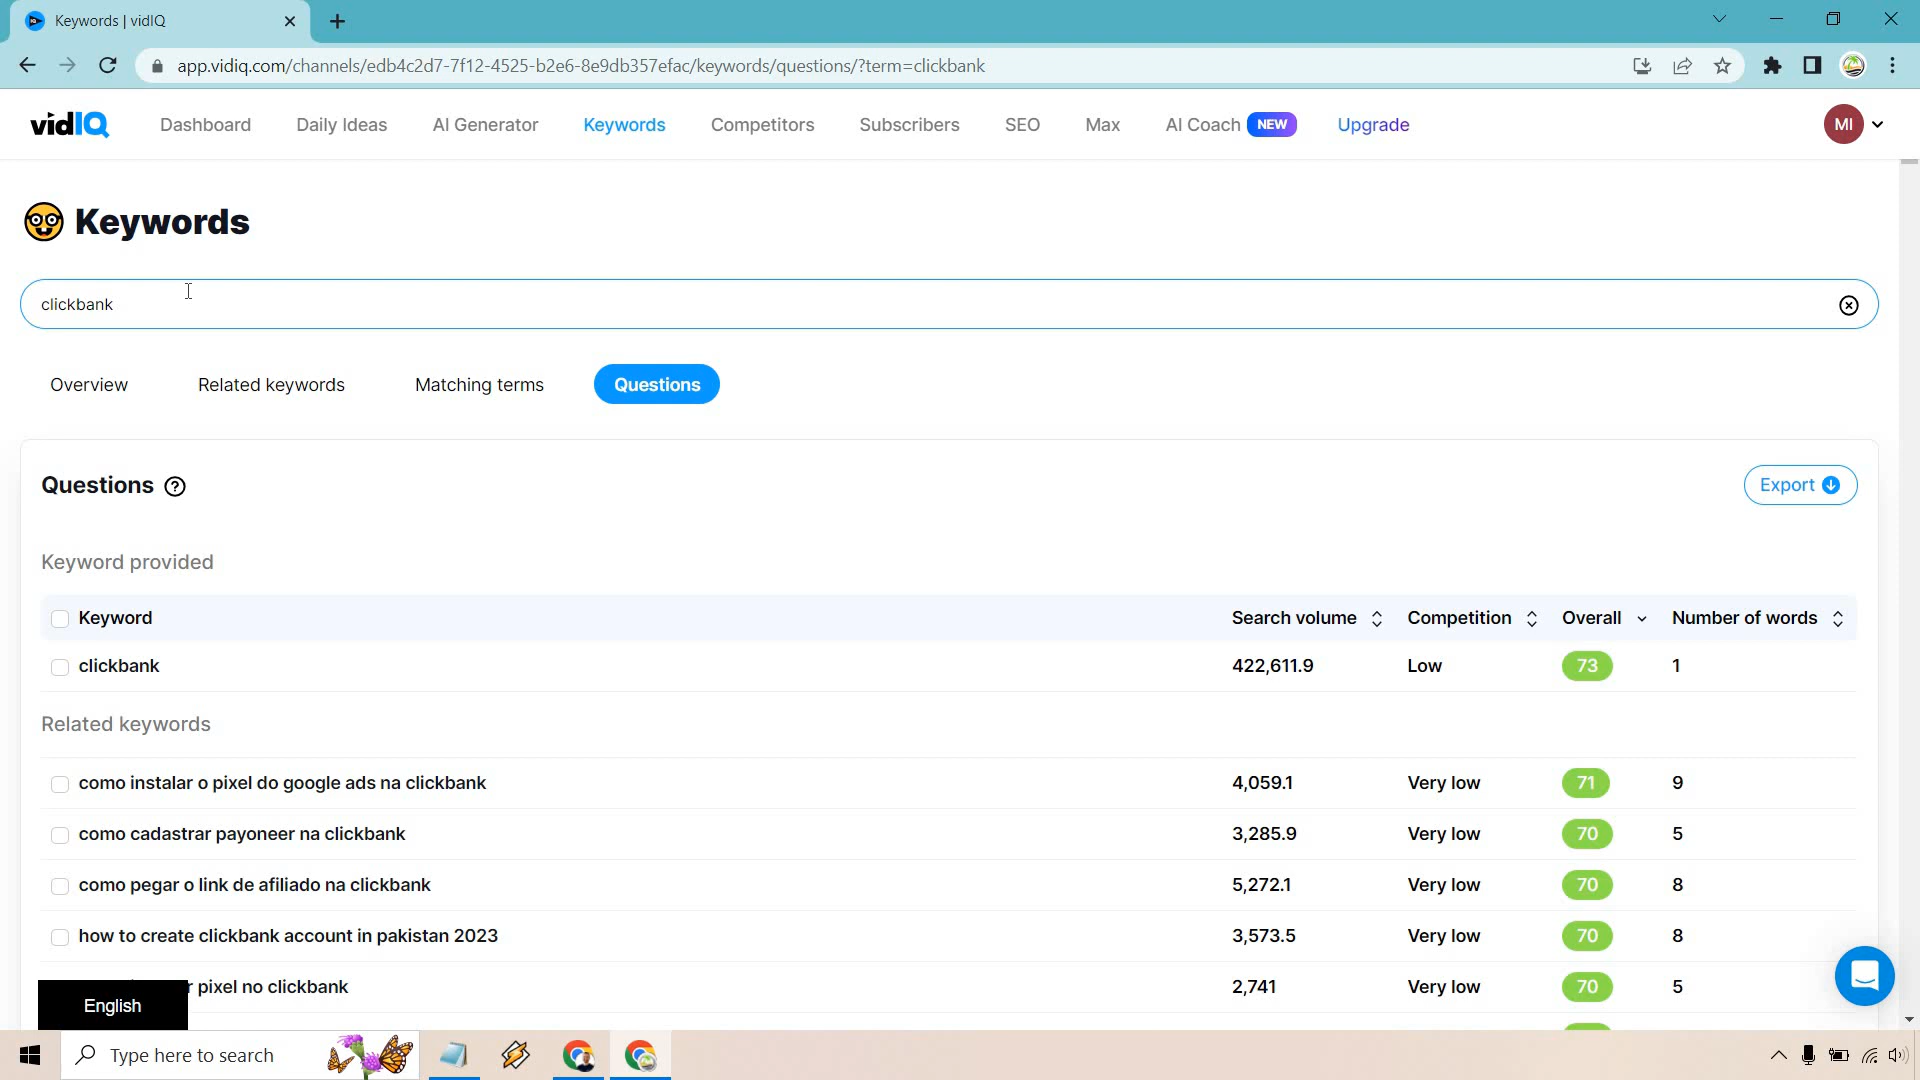 Keywords | vidIQ
app.vidiq.com/channels/edb4c2d7-7f12-4525-b2e6-8e9db357efac/keywords/questions/?term=clickbank
vidIQ Dashboard Daily Ideas AI Generator Keywords Competitors Subscribers SEO Max AI Coach NEW Upgrade MI
Keywords
clickbank
Overview Related keywords Matching terms Questions
Questions Export
Keyword provided
Keyword Search volume Competition Overall Number of words
clickbank 422,611.9 Low 73 1
Related keywords
como instalar o pixel do google ads na clickbank 4,059.1 Very low 71 9
como cadastrar payoneer na clickbank 3,285.9 Very low 70 5
como pegar o link de afiliado na clickbank 5,272.1 Very low 70 8
how to create clickbank account in pakistan 2023 3,573.5 Very low 70 8
pixel no clickbank 2,741 Very low 70 5
English
Type here to search